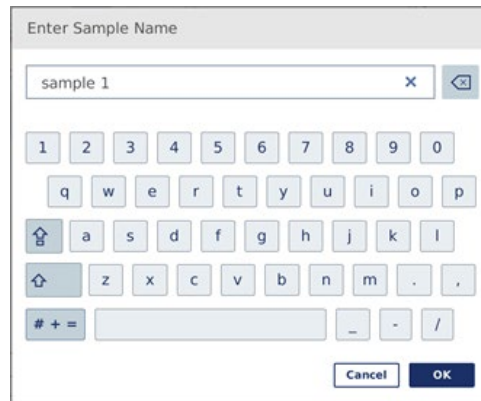 Enter Sample Name
sample 1
1 2 3 4 5 6 7 8 9 0
q w e r t y u i o p
a s d f g h j k l
z x c v b n m . ,
# + = _ - /
Cancel OK